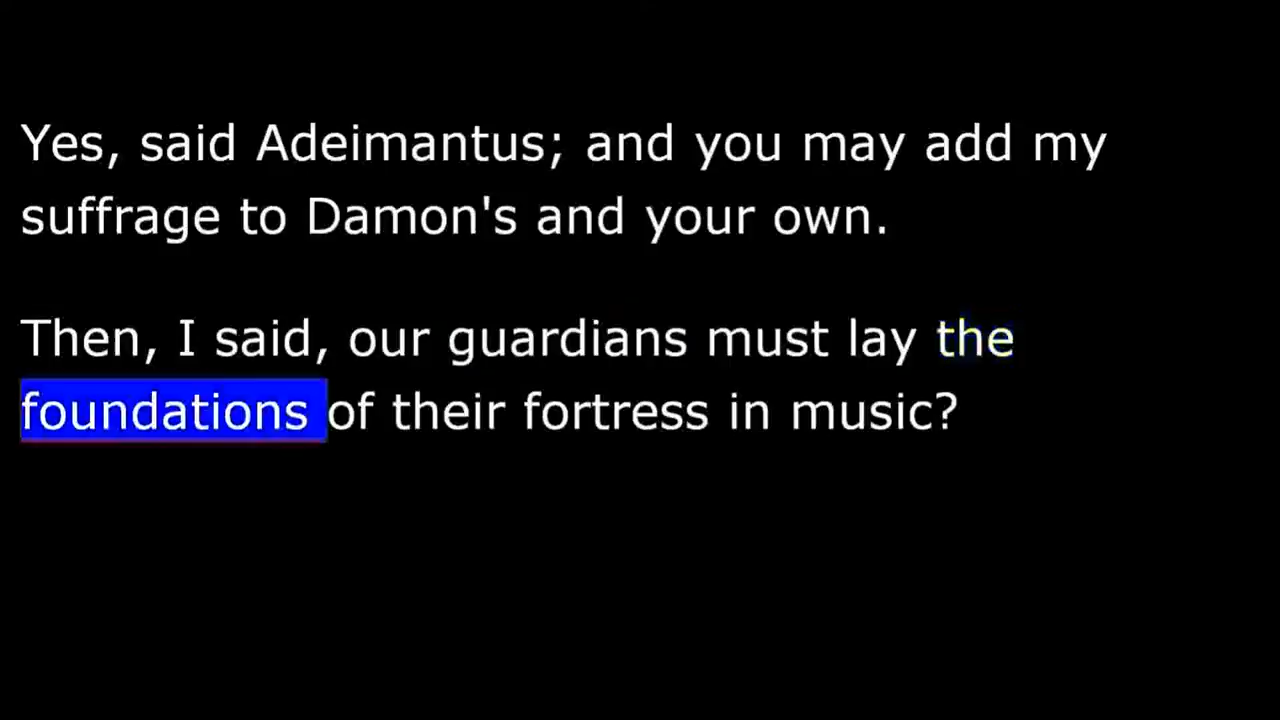 Yes, said Adeimantus; and you may add my
suffrage to Damon's and your own.
Then, I said, our guardians must lay the
foundations of their fortress in music?